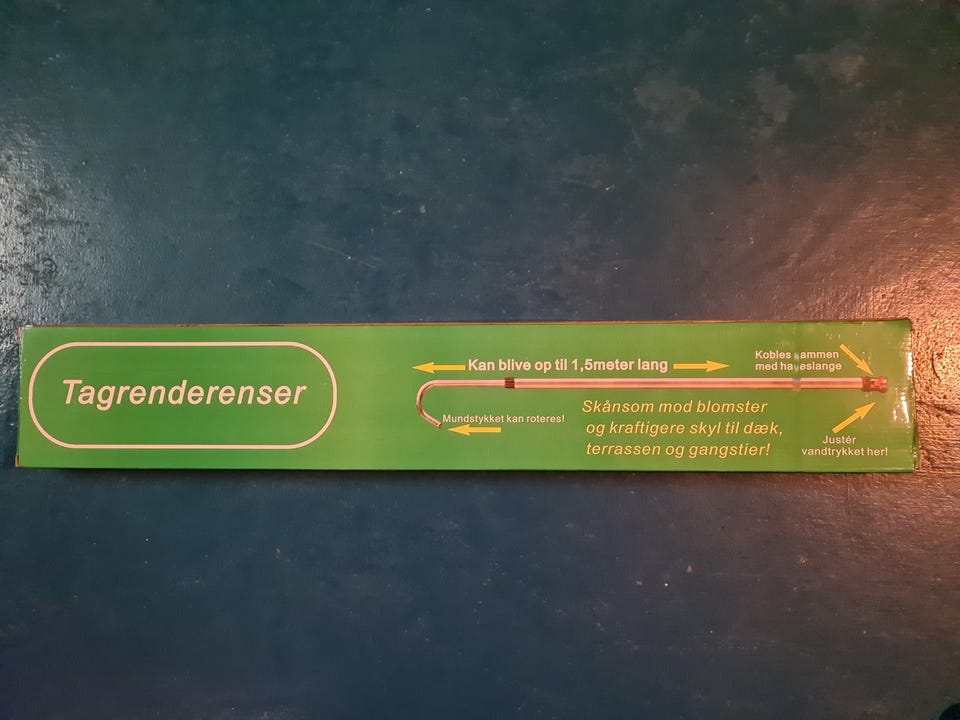 Tagrenderenser
Kan blive op til 1,5meter lang
Mundstykket kan roteres!
Skånsom mod blomster
og kraftigere skyl til dæk,
terrassen og gangstier!
Kobles sammen
med haveslange
Justér
vandtrykket her!